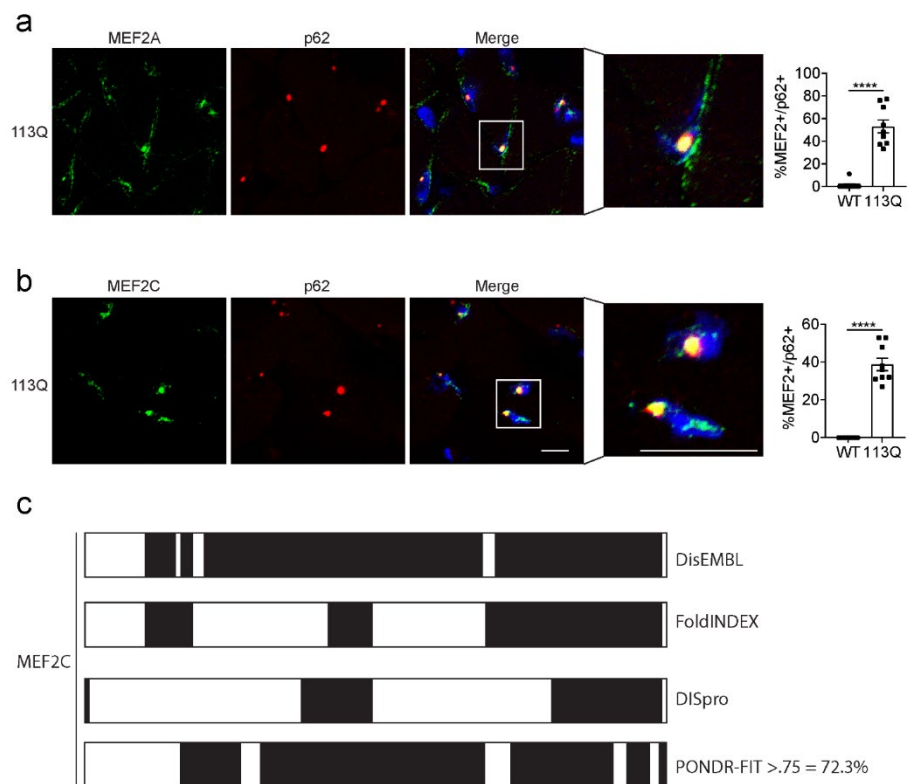 a
MEF2A p62 Merge
113Q
%MEF2+/p62+
100
80
60
40
20
0
****
WT 113Q
b
MEF2C p62 Merge
113Q
%MEF2+/p62+
60
40
20
0
****
WT 113Q
c
MEF2C
DisEMBL
FoldINDEX
DISpro
PONDR-FIT >.75 = 72.3%